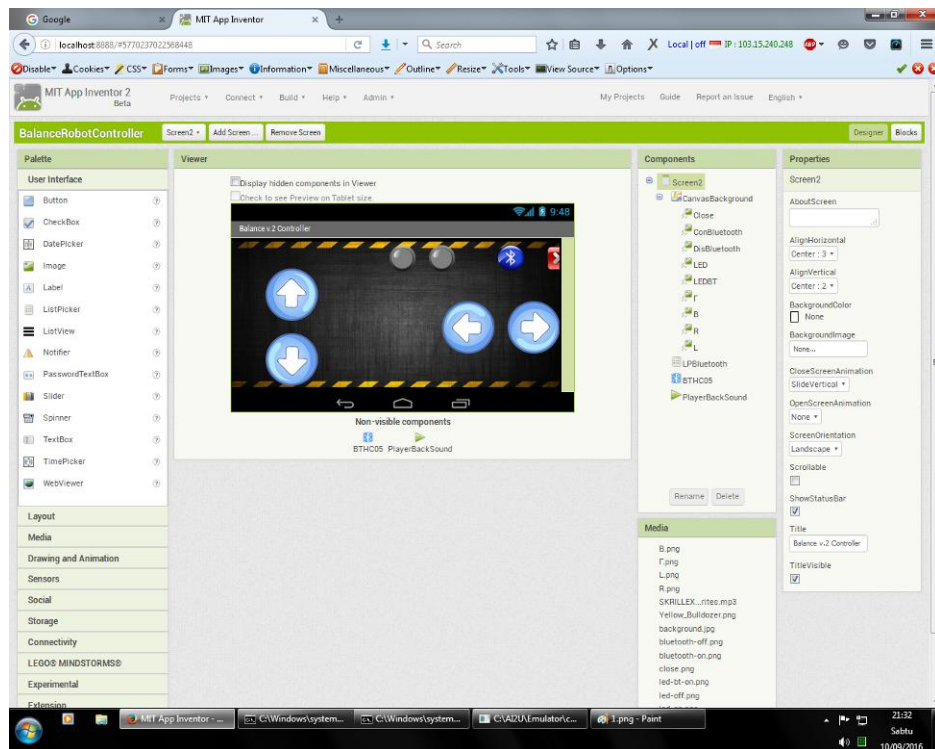 Google
MIT App Inventor
localhost:8888/#5770237022568448
Search
Local | off IP : 103.15.240.248
Disable Cookies CSS Forms Images Information Miscellaneous Outline Resize Tools View Source Options
MIT App Inventor 2
Beta
Projects Connect Build Help Admin
My Projects Guide Report an Issue English
BalanceRobotController
Screen2 Add Screen ... Remove Screen
Designer Blocks
Palette
User Interface
Button
CheckBox
DatePicker
Image
Label
ListPicker
ListView
Notifier
PasswordTextBox
Slider
Spinner
TextBox
TimePicker
WebViewer
Layout
Media
Drawing and Animation
Sensors
Social
Storage
Connectivity
LEGO® MINDSTORMS®
Experimental
Extension
Viewer
Display hidden components in Viewer
Check to see Preview on Tablet size.
9:48
Balance v.2 Controller
Non-visible components
BTHC05 PlayerBackSound
Components
Screen2
CanvasBackground
Close
ConBluetooth
DisBluetooth
LED
LEDBT
B
R
L
LPBluetooth
BTHC05
PlayerBackSound
Rename Delete
Media
B.png
L.png
R.png
SKRILLEX...rites.mp3
Yellow_Bulldozer.png
background.jpg
bluetooth-off.png
bluetooth-on.png
close.png
led-bt-on.png
led-off.png
Properties
Screen2
AboutScreen
AlignHorizontal
Center : 3
AlignVertical
Center : 2
BackgroundColor
None
BackgroundImage
None...
CloseScreenAnimation
SlideVertical
OpenScreenAnimation
None
ScreenOrientation
Landscape
Scrollable
ShowStatusBar
Title
Balance v.2 Controller
TitleVisible
MIT App Inventor - ...
C:\Windows\system...
C:\Windows\system...
C:\AI2U\Emulator\c...
1.png - Paint
21:32
Sabtu
10/09/2016